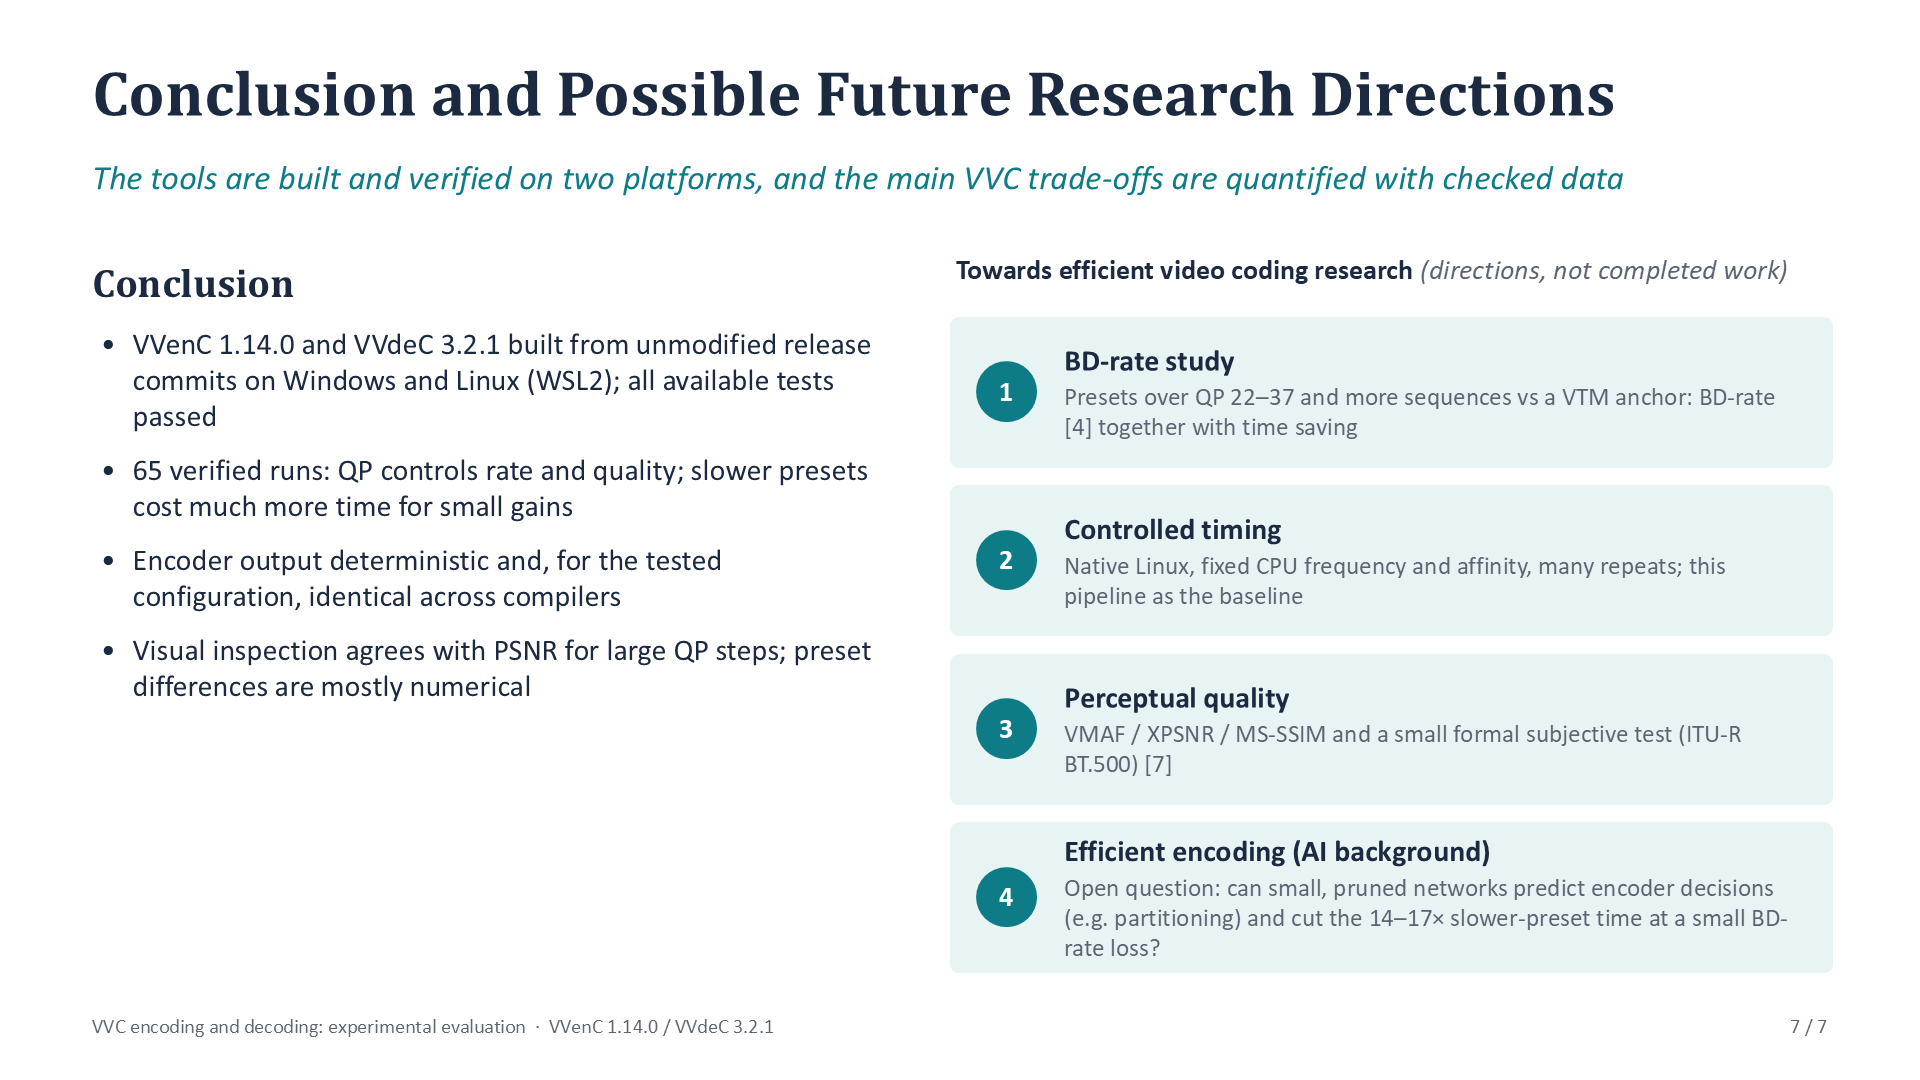 Conclusion and Possible Future Research Directions
The tools are built and verified on two platforms, and the main VVC trade-offs are quantified with checked data
Conclusion
• VVenC 1.14.0 and VVdeC 3.2.1 built from unmodified release
commits on Windows and Linux (WSL2); all available tests
passed
• 65 verified runs: QP controls rate and quality; slower presets
cost much more time for small gains
• Encoder output deterministic and, for the tested
configuration, identical across compilers
• Visual inspection agrees with PSNR for large QP steps; preset
differences are mostly numerical
Towards efficient video coding research (directions, not completed work)
1
BD-rate study
Presets over QP 22–37 and more sequences vs a VTM anchor: BD-rate
[4] together with time saving
2
Controlled timing
Native Linux, fixed CPU frequency and affinity, many repeats; this
pipeline as the baseline
3
Perceptual quality
VMAF / XPSNR / MS-SSIM and a small formal subjective test (ITU-R
BT.500) [7]
4
Efficient encoding (AI background)
Open question: can small, pruned networks predict encoder decisions
(e.g. partitioning) and cut the 14–17× slower-preset time at a small BD-
rate loss?
VVC encoding and decoding: experimental evaluation · VVenC 1.14.0 / VVdeC 3.2.1
7 / 7